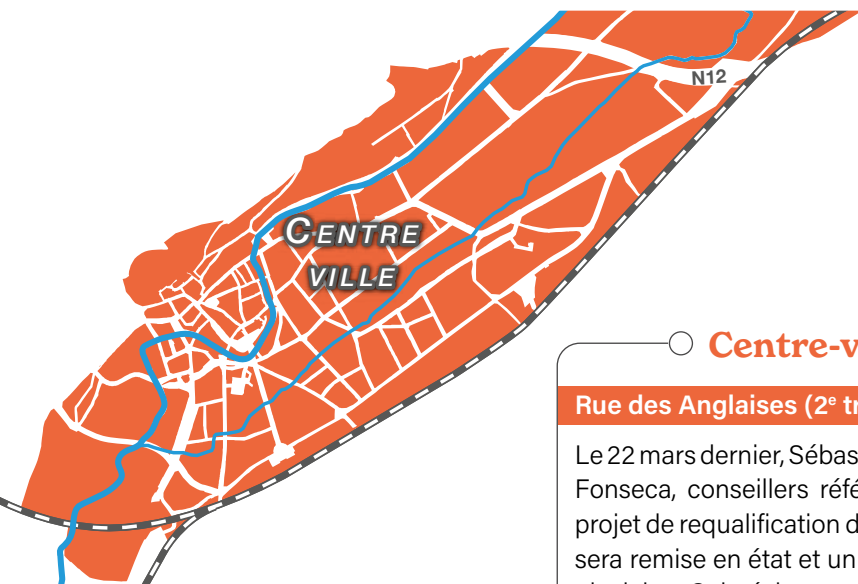 N12
CENTRE
VILLE
Centre-v
Rue des Anglaises (2e tr
Le 22 mars dernier, Sébas
Fonseca, conseillers réfé
projet de requalification d
sera remise en état et un